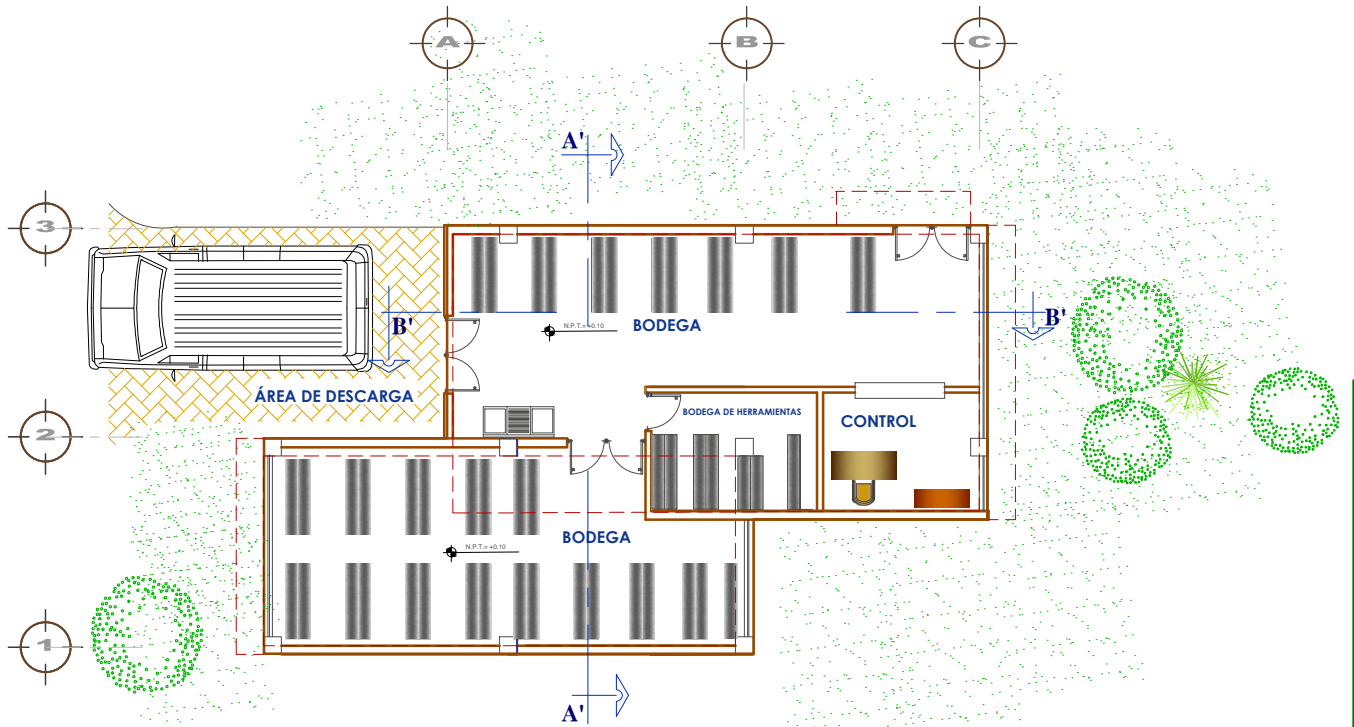 A
B
C
A'
3
N.P.T.= +0.10
BODEGA
B'
B'
ÁREA DE DESCARGA
BODEGA DE HERRAMIENTAS
CONTROL
2
BODEGA
N.P.T.= +0.10
1
A'